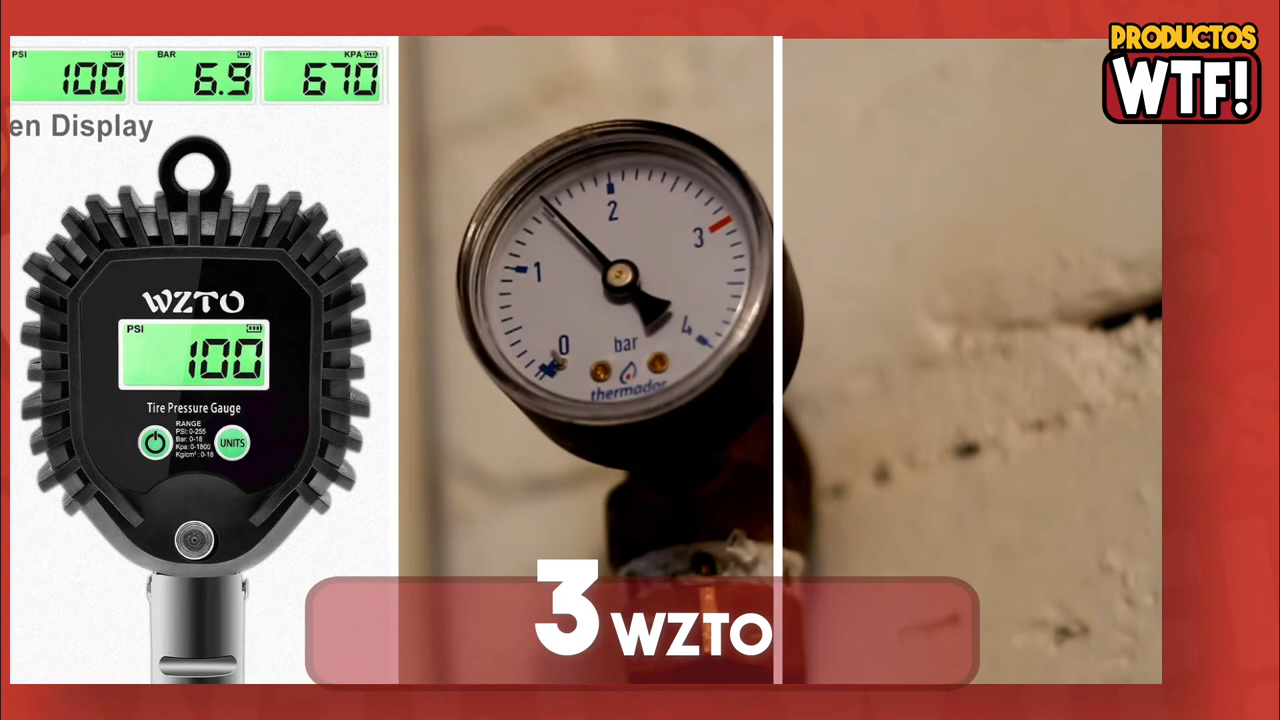 PRODUCTOS
WTF!
PSI
100
BAR
6.9
KPA
670
en Display
WZTO
PSI
100
Tire Pressure Gauge
RANGE
PSI: 0-255
Bar: 0-18
Kpa: 0-1800
Kg/cm² : 0-18
UNITS
2
3
1
0
4
bar
thermador
3 WZTO